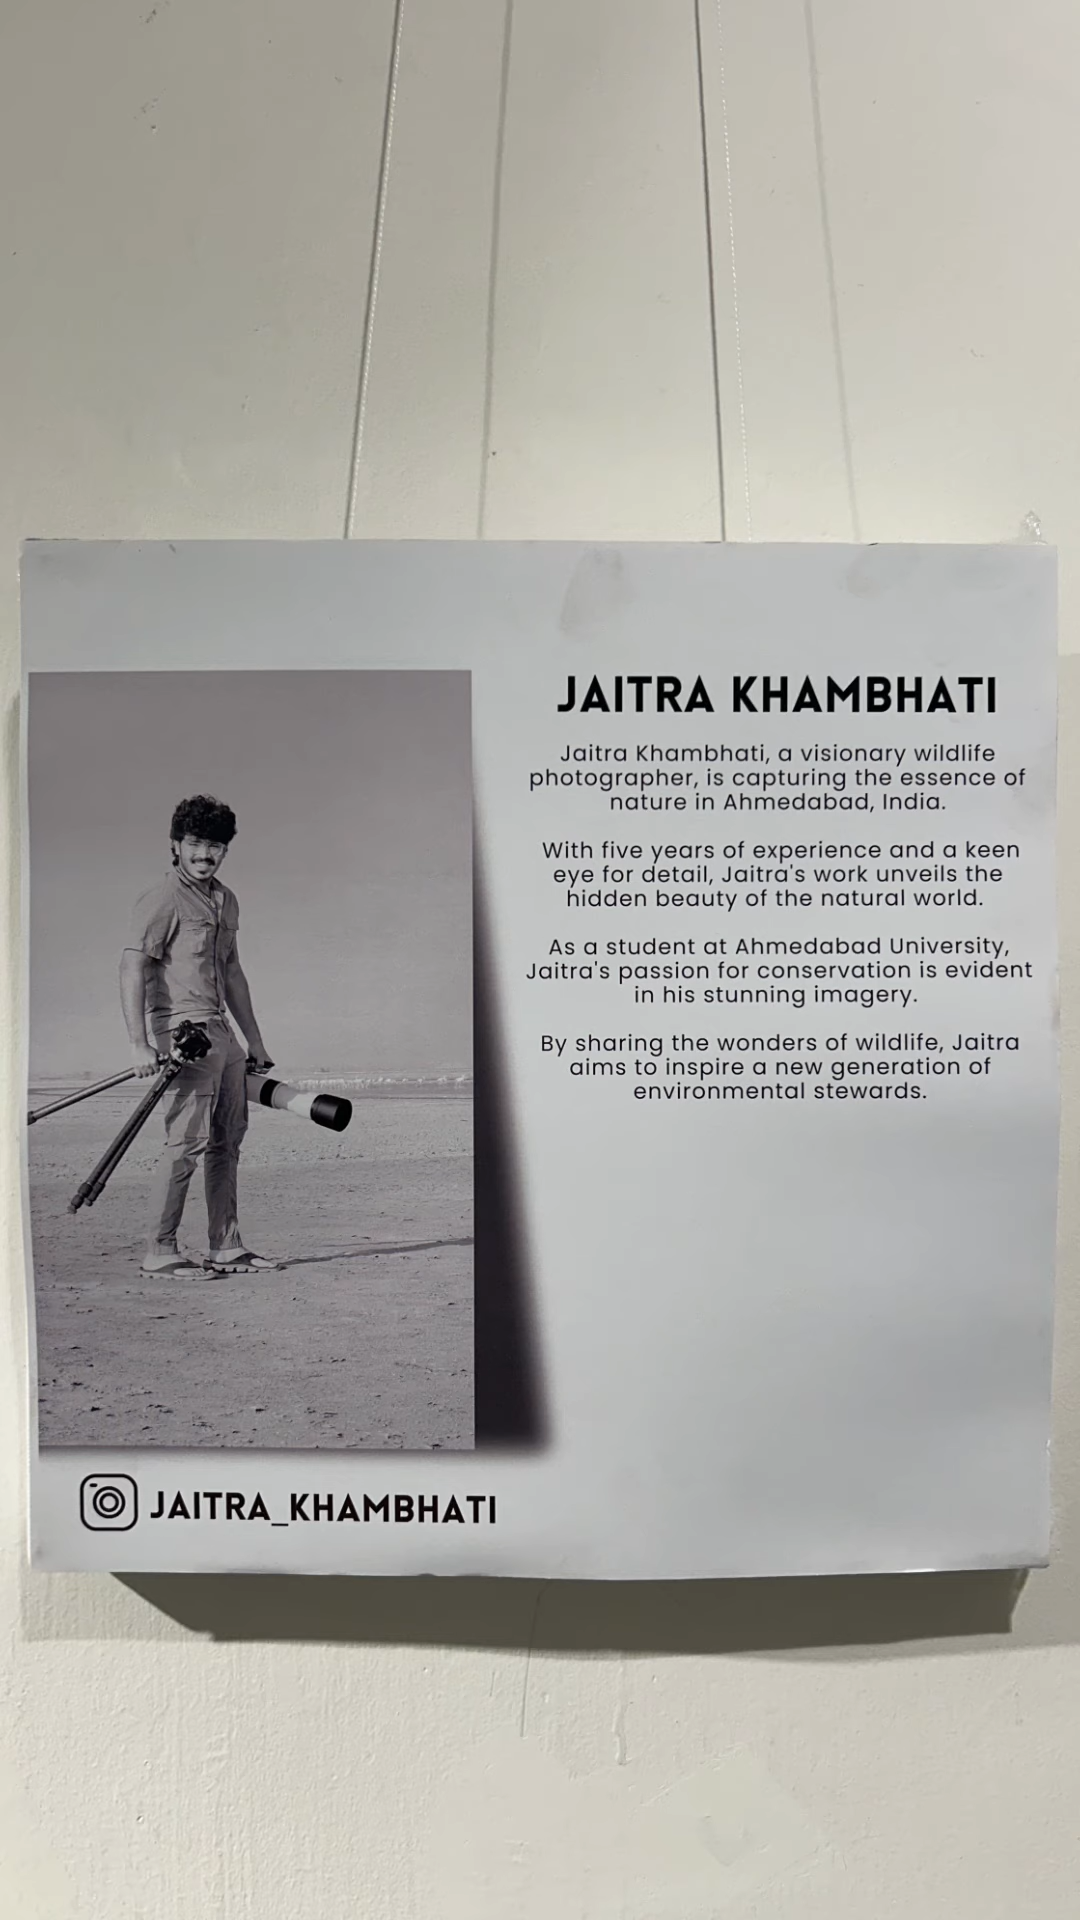 JAITRA KHAMBHATI
Jaitra Khambhati, a visionary wildlife
photographer, is capturing the essence of
nature in Ahmedabad, India.
With five years of experience and a keen
eye for detail, Jaitra's work unveils the
hidden beauty of the natural world.
As a student at Ahmedabad University,
Jaitra's passion for conservation is evident
in his stunning imagery.
By sharing the wonders of wildlife, Jaitra
aims to inspire a new generation of
environmental stewards.
JAITRA_KHAMBHATI